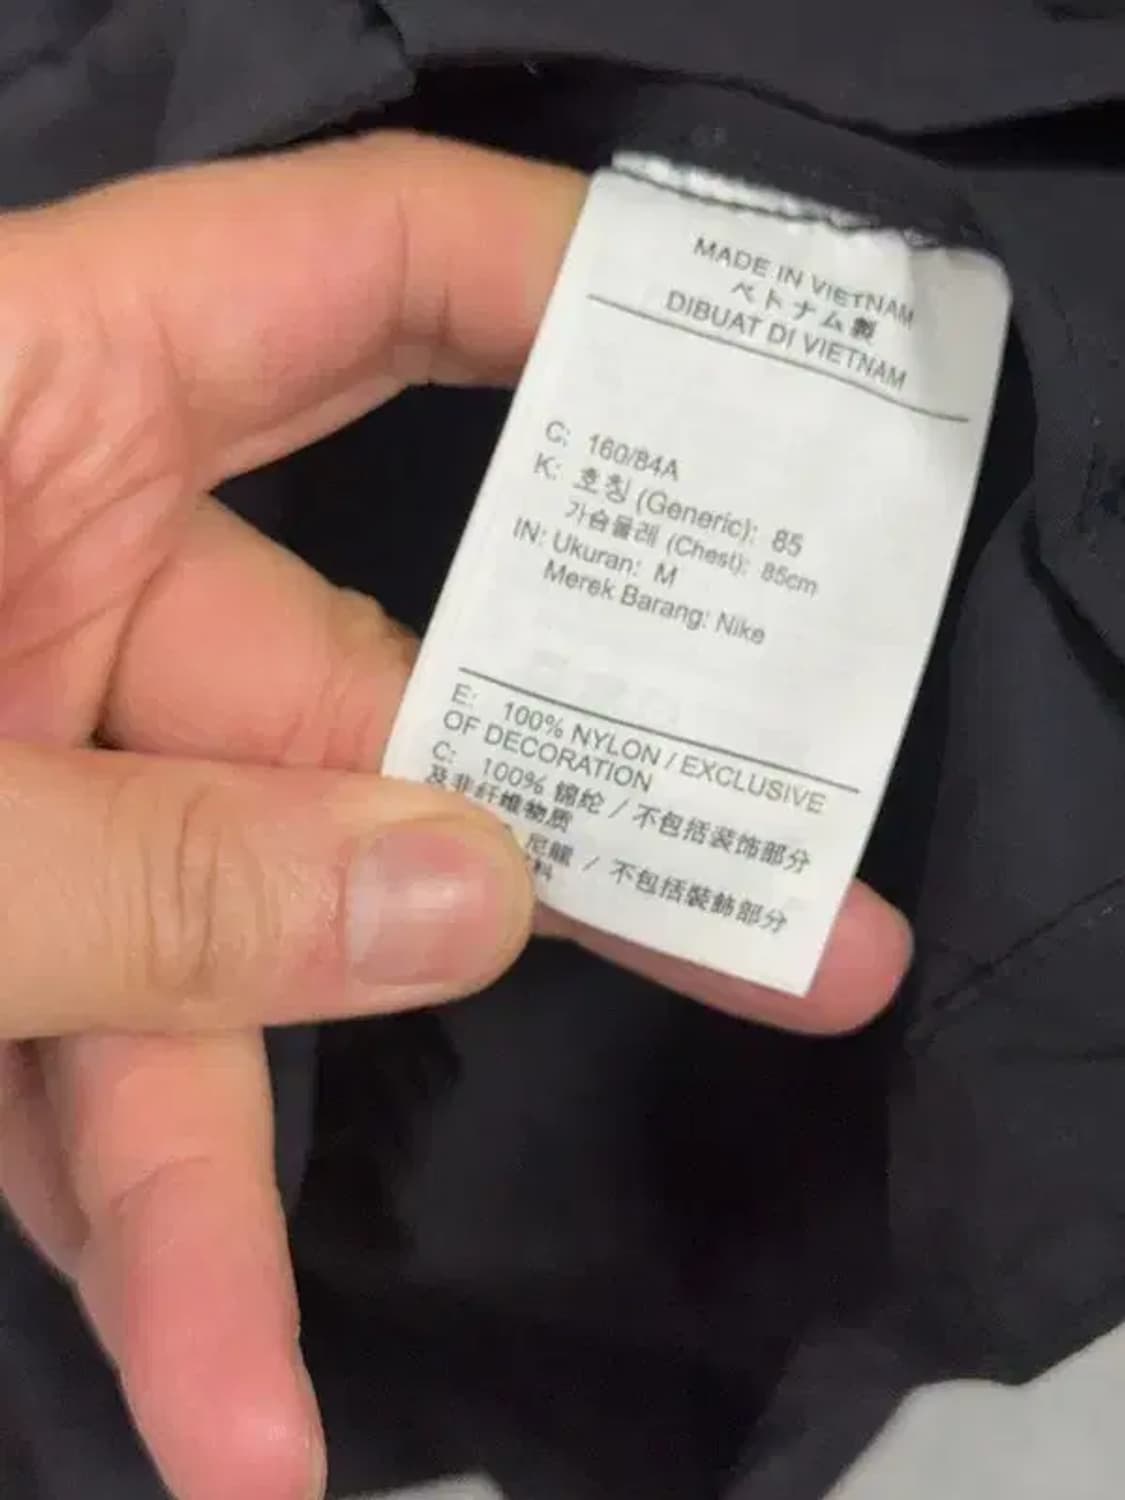 MADE IN VIETNAM
ベトナム製
DIBUAT DI VIETNAM
C: 160/84A
K: 호칭 (Generic): 85
가슴둘레 (Chest): 85cm
IN: Ukuran: M
Merek Barang: Nike
E: 100% NYLON / EXCLUSIVE
OF DECORATION
C: 100% 锦纶 / 不包括装饰部分
及非纤维物质
尼龍 / 不包括裝飾部分
料